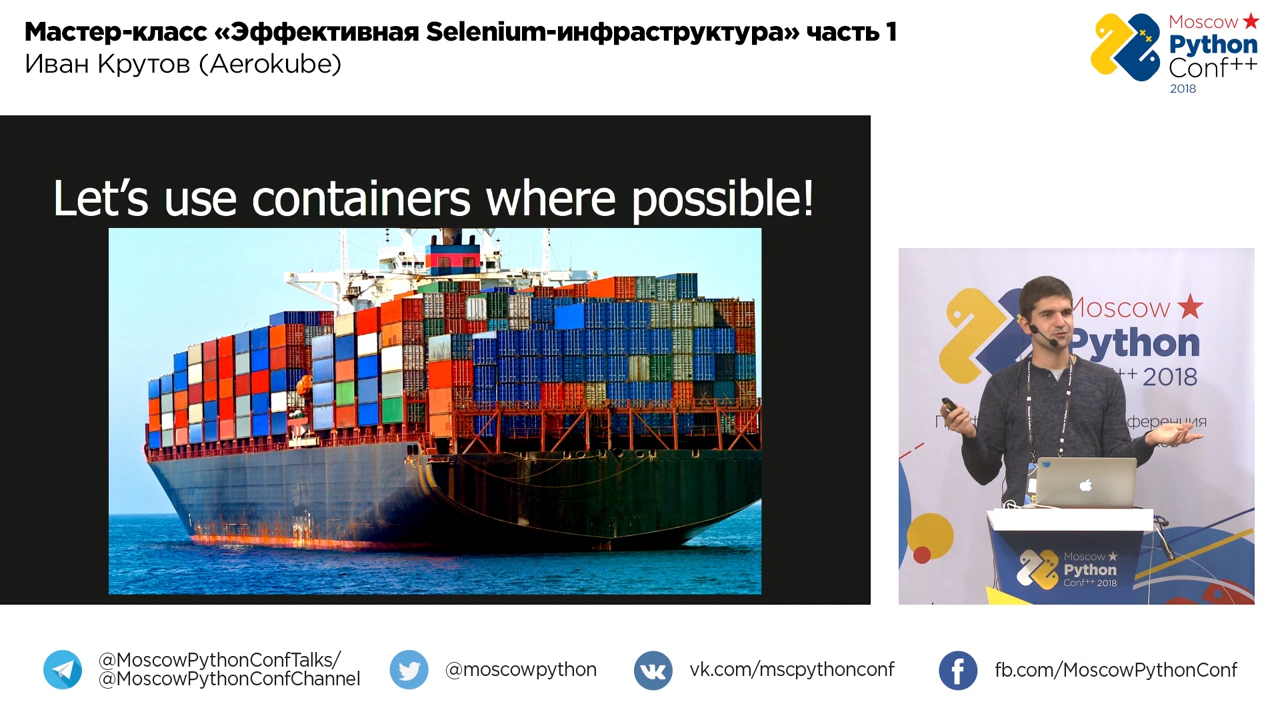 Мастер-класс «Эффективная Selenium-инфраструктура» часть 1
Иван Крутов (Aerokube)
Moscow
Python
Conf++
2018
Let's use containers where possible!
Moscow
Python
++ 2018
ференция
Moscow
Python
Conf++ 2018
@MoscowPythonConfTalks/
@MoscowPythonConfChannel
@moscowpython
vk.com/mscpythonconf
fb.com/MoscowPythonConf